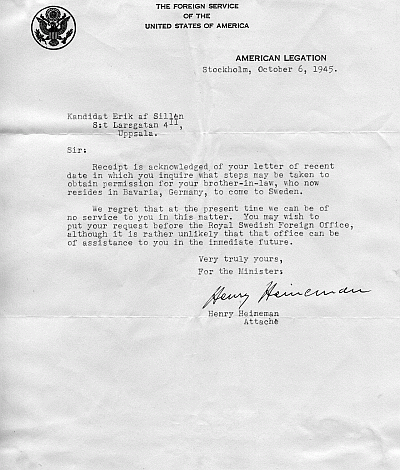 THE FOREIGN SERVICE
OF THE
UNITED STATES OF AMERICA
AMERICAN LEGATION
Stockholm, October 6, 1945.
Kandidat Erik af Sillén
S:t Larsgatan 4II,
Uppsala.
Sir:
Receipt is acknowledged of your letter of recent
date in which you inquire what steps may be taken to
obtain permission for your brother-in-law, who now
resides in Bavaria, Germany, to come to Sweden.
We regret that at the present time we can be of
no service to you in this matter. You may wish to
put your request before the Royal Swedish Foreign Office,
although it is rather unlikely that that office can be
of assistance to you in the immediate future.
Very truly yours,
For the Minister:
Henry Heineman
Henry Heineman
Attaché